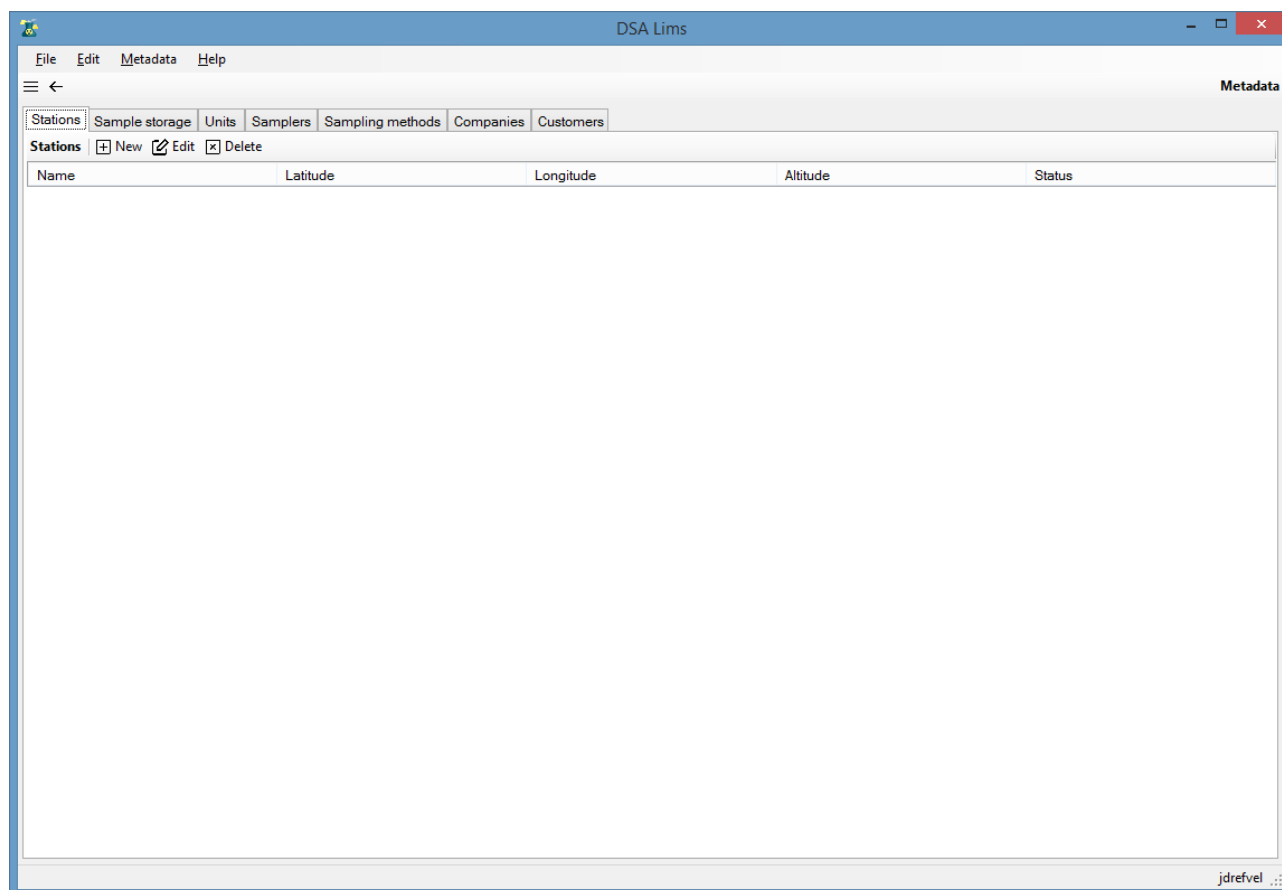 DSA Lims
File Edit Metadata Help
Metadata
Stations Sample storage Units Samplers Sampling methods Companies Customers
Stations New Edit Delete
Name Latitude Longitude Altitude Status
jdrefvel